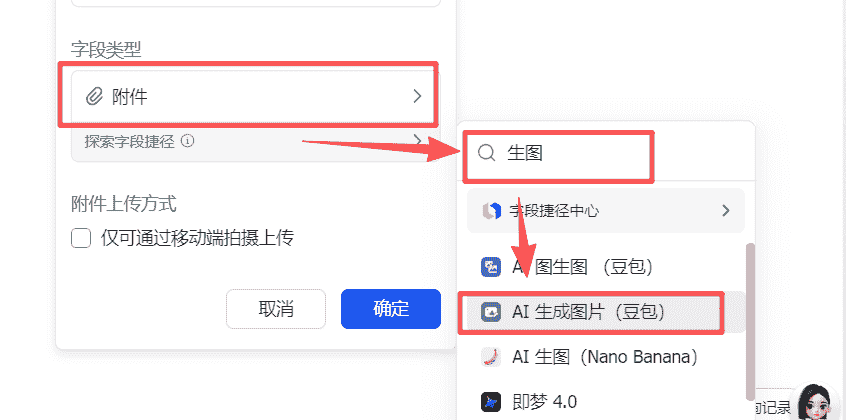 字段类型
附件
探索字段捷径
附件上传方式
仅可通过移动端拍摄上传
取消
确定
生图
字段捷径中心
AI 图生图 （豆包）
AI 生成图片（豆包）
AI 生图（Nano Banana）
即梦 4.0
记录